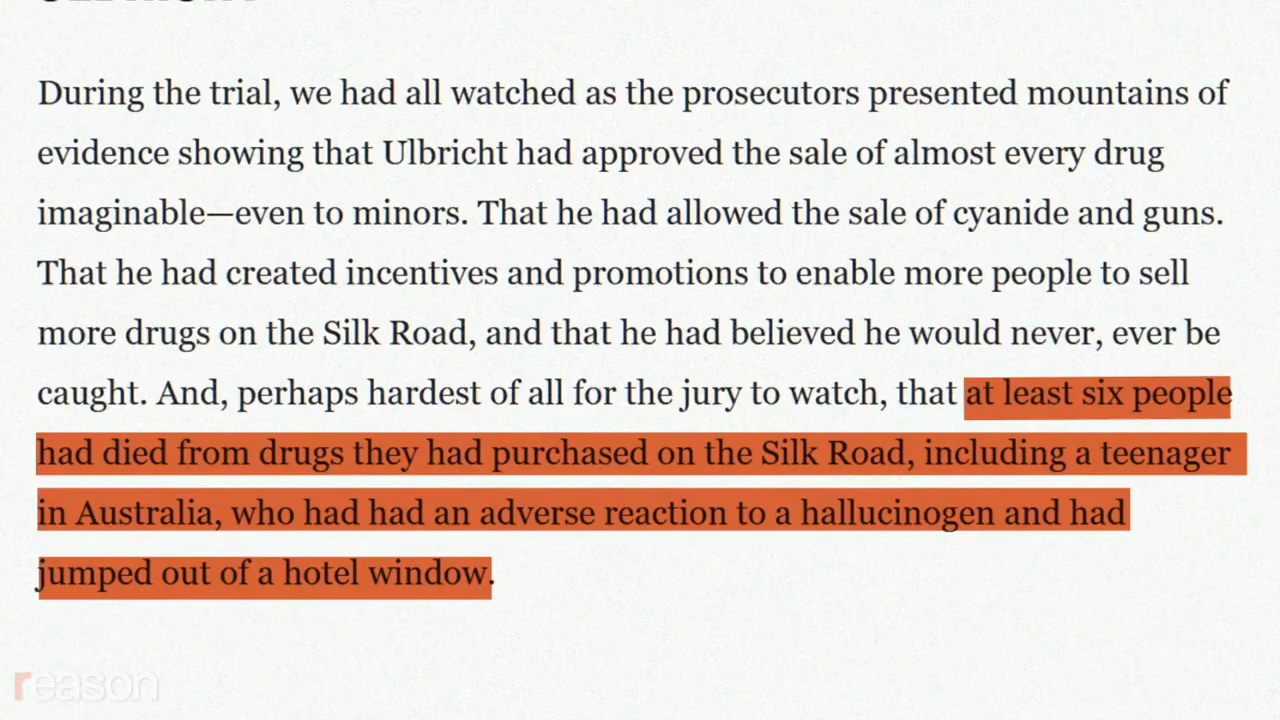 During the trial, we had all watched as the prosecutors presented mountains of
evidence showing that Ulbricht had approved the sale of almost every drug
imaginable—even to minors. That he had allowed the sale of cyanide and guns.
That he had created incentives and promotions to enable more people to sell
more drugs on the Silk Road, and that he had believed he would never, ever be
caught. And, perhaps hardest of all for the jury to watch, that at least six people
had died from drugs they had purchased on the Silk Road, including a teenager
in Australia, who had had an adverse reaction to a hallucinogen and had
jumped out of a hotel window.
reason